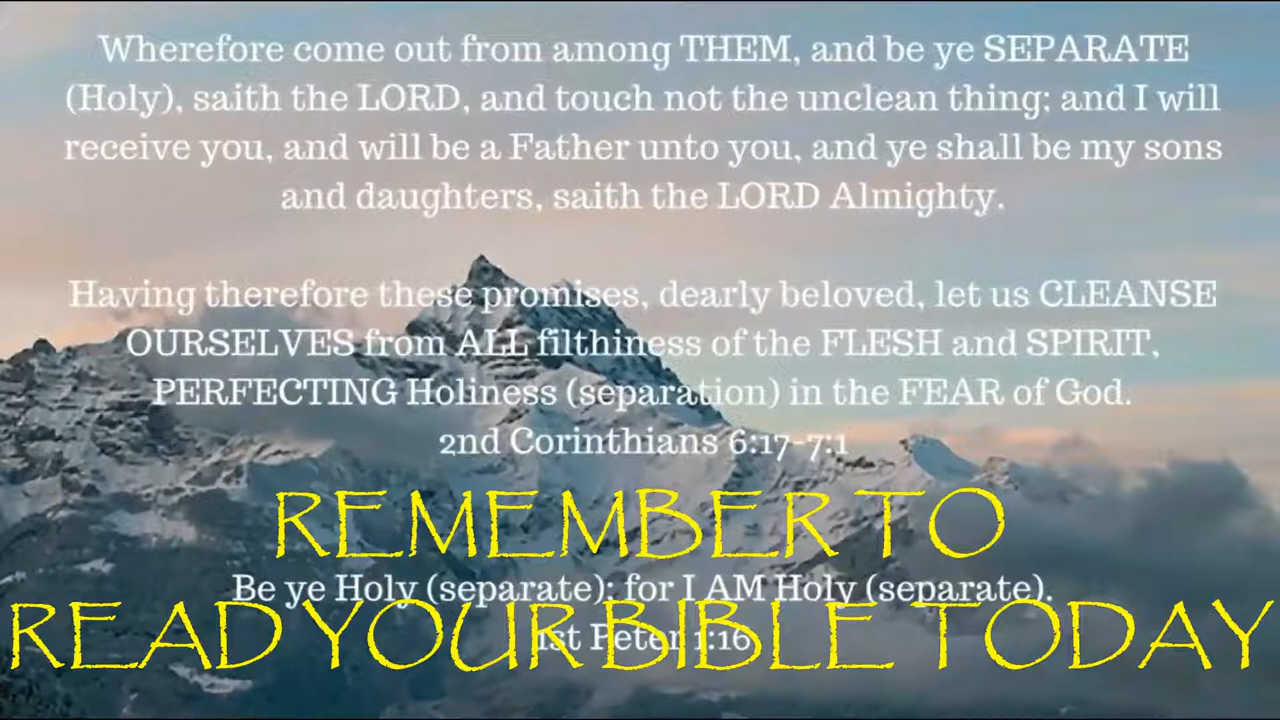 Wherefore come out from among THEM, and be ye SEPARATE
(Holy), saith the LORD, and touch not the unclean thing; and I will
receive you, and will be a Father unto you, and ye shall be my sons
and daughters, saith the LORD Almighty.
Having therefore these promises, dearly beloved, let us CLEANSE
OURSELVES from ALL filthiness of the FLESH and SPIRIT,
PERFECTING Holiness (separation) in the FEAR of God.
2nd Corinthians 6:17-7:1
REMEMBER TO
Be ye Holy (separate); for I AM Holy (separate).
READ YOUR BIBLE TODAY
1st Peter 1:16